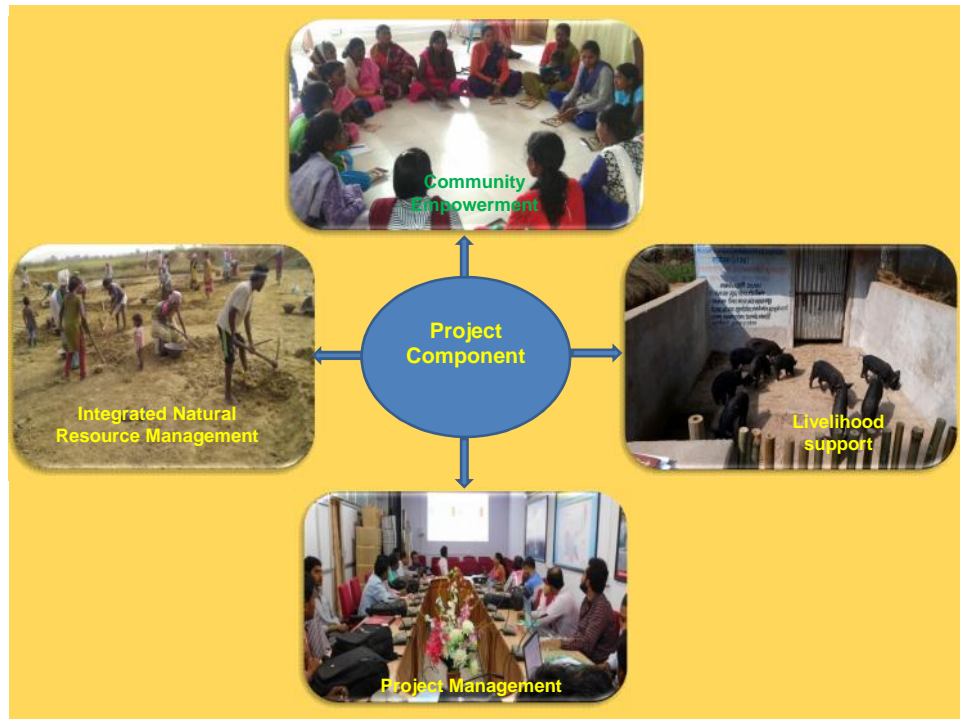 Community
Empowerment
Project
Component
Integrated Natural
Resource Management
Livelihood
support
Project Management